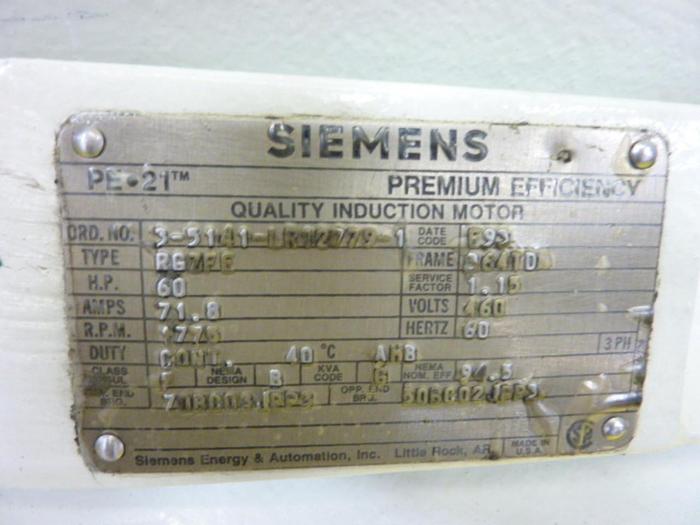 SIEMENS
PE•21™ PREMIUM EFFICIENCY
QUALITY INDUCTION MOTOR
ORD. NO. DATE CODE
TYPE FRAME
H.P. 60 SERVICE FACTOR 1.15
AMPS 71.8 VOLTS 460
R.P.M. 1775 HERTZ 60
DUTY CONT. 40°C AMB 3 PH
CLASS INSUL. F NEMA DESIGN B KVA CODE G NEMA NOM. EFF. 94.5
END BRG. OPP. END
Siemens Energy & Automation, Inc. Little Rock, AR MADE IN U.S.A.